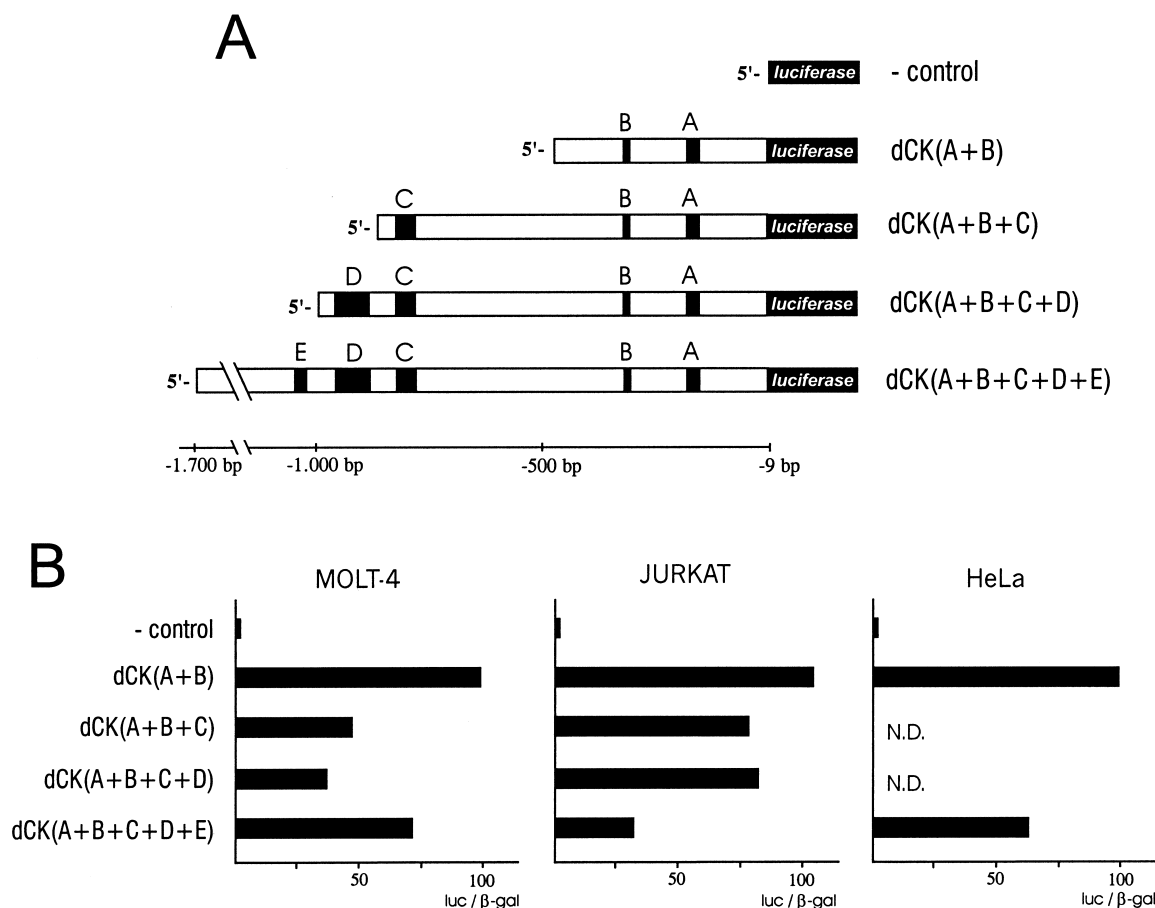 A
5'- luciferase - control
B A
5'- luciferase dCK(A+B)
C B A
5'- luciferase dCK(A+B+C)
D C B A
5'- luciferase dCK(A+B+C+D)
E D C B A
5'- luciferase dCK(A+B+C+D+E)
-1.700 bp -1.000 bp -500 bp -9 bp
B
MOLT-4 JURKAT HeLa
- control
dCK(A+B)
dCK(A+B+C) N.D.
dCK(A+B+C+D) N.D.
dCK(A+B+C+D+E)
50 100 50 100 50 100
luc / β-gal luc / β-gal luc / β-gal